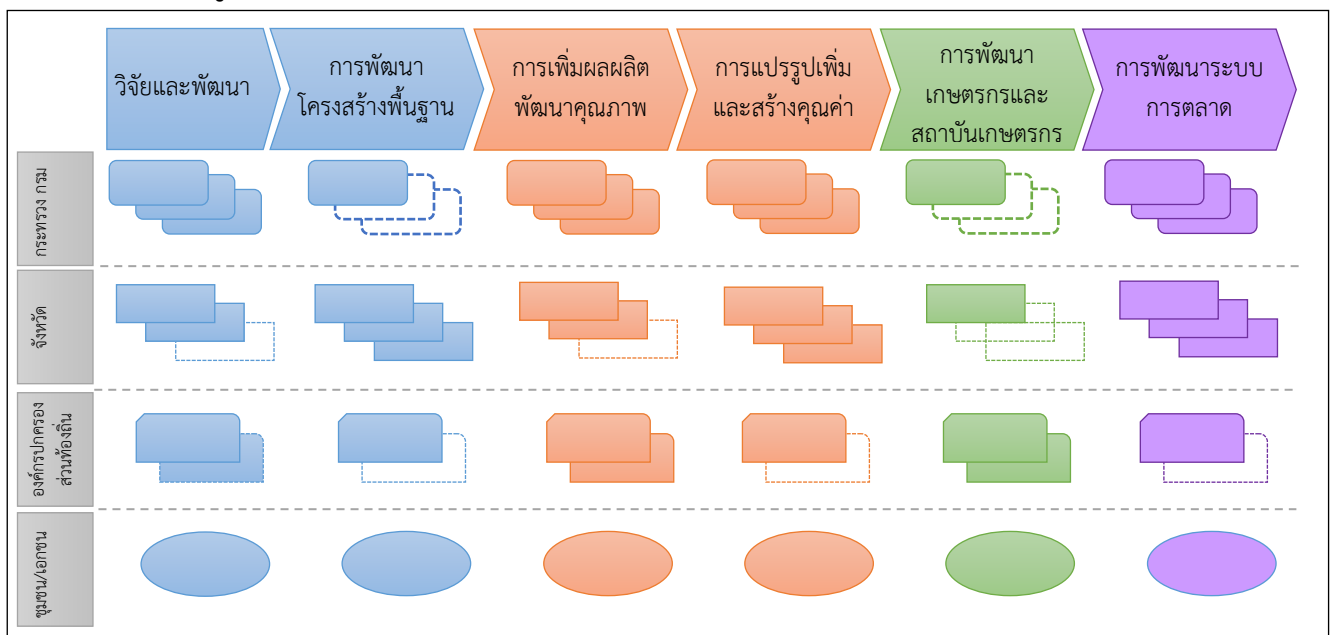 วิจัยและพัฒนา
การพัฒนา
โครงสร้างพื้นฐาน
การเพิ่มผลผลิต
พัฒนาคุณภาพ
การแปรรูปเพิ่ม
และสร้างคุณค่า
การพัฒนา
เกษตรกรและ
สถาบันเกษตรกร
การพัฒนาระบบ
การตลาด
กระทรวง กรม
จังหวัด
องค์กรปกครอง
ส่วนท้องถิ่น
ชุมชน/เอกชน